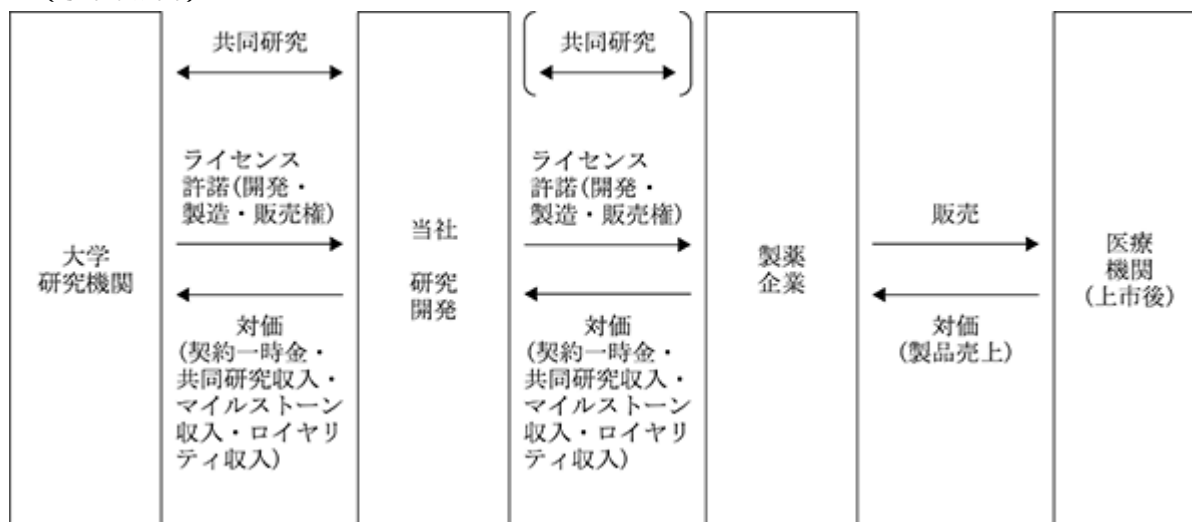 共同研究
共同研究
ライセンス
許諾(開発・
製造・販売権)
ライセンス
許諾(開発・
製造・販売権)
大学
研究機関
当社
研究
開発
製薬
企業
販売
医療
機関
(上市後)
対価
(契約一時金・
共同研究収入・
マイルストーン
収入・ロイヤリ
ティ収入)
対価
(契約一時金・
共同研究収入・
マイルストーン
収入・ロイヤリ
ティ収入)
対価
(製品売上)